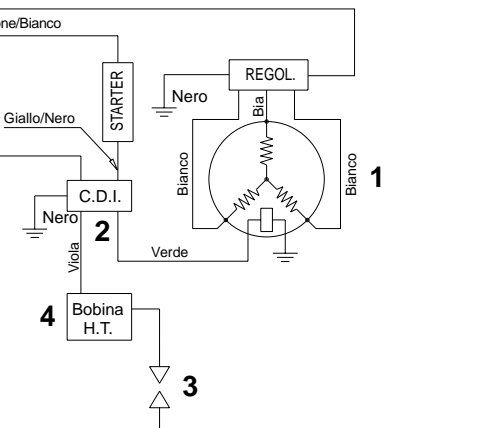 ne/Bianco
REGOL.
STARTER
Nero
Bia
Giallo/Nero
Bianco
Bianco
1
C.D.I.
Nero
2
Viola
Verde
4
Bobina
H.T.
3